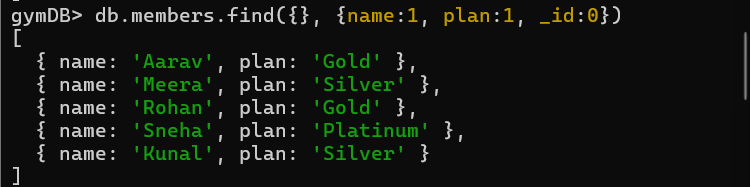 gymDB> db.members.find({}, {name:1, plan:1, _id:0})
[
  { name: 'Aarav', plan: 'Gold' },
  { name: 'Meera', plan: 'Silver' },
  { name: 'Rohan', plan: 'Gold' },
  { name: 'Sneha', plan: 'Platinum' },
  { name: 'Kunal', plan: 'Silver' }
]